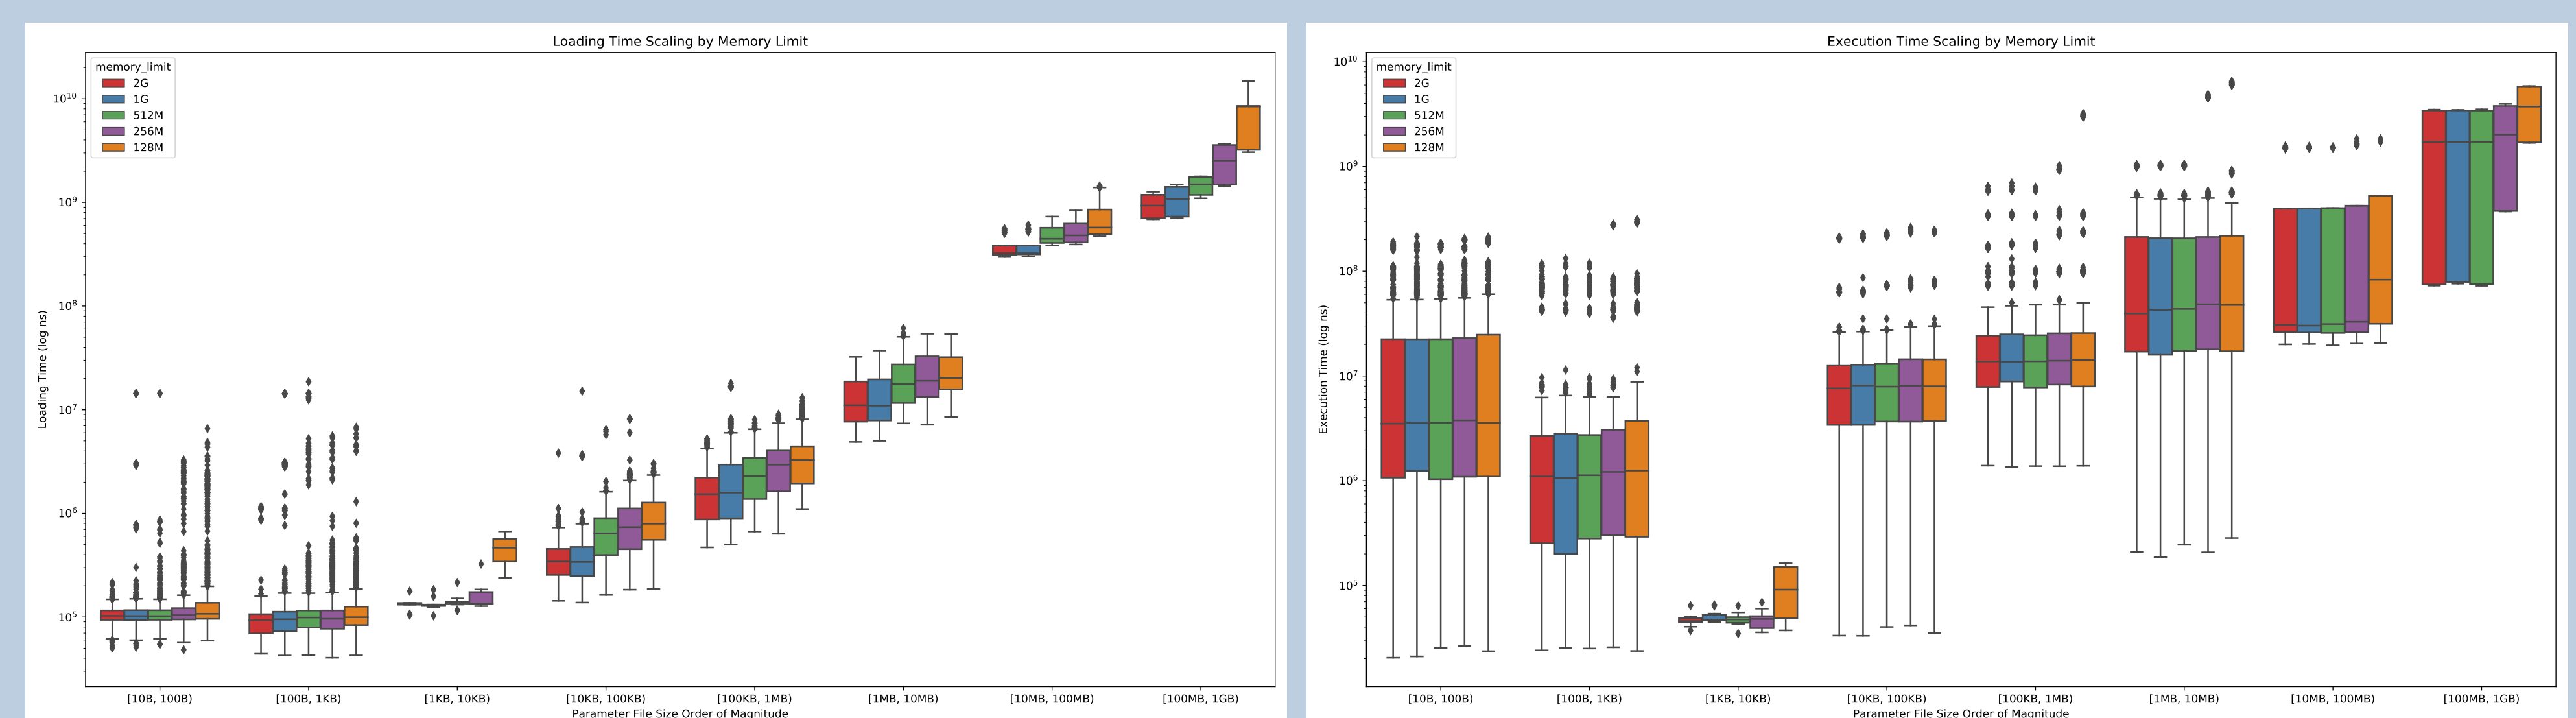 Loading Time Scaling by Memory Limit
memory_limit
2G
1G
512M
256M
128M
Loading Time (log ns)
10^10
10^9
10^8
10^7
10^6
10^5
[10B, 100B)
[100B, 1KB)
[1KB, 10KB)
[10KB, 100KB)
[100KB, 1MB)
[1MB, 10MB)
[10MB, 100MB)
[100MB, 1GB)
Parameter File Size Order of Magnitude
Execution Time Scaling by Memory Limit
memory_limit
2G
1G
512M
256M
128M
Execution Time (log ns)
10^10
10^9
10^8
10^7
10^6
10^5
[10B, 100B)
[100B, 1KB)
[1KB, 10KB)
[10KB, 100KB)
[100KB, 1MB)
[1MB, 10MB)
[10MB, 100MB)
[100MB, 1GB)
Parameter File Size Order of Magnitude